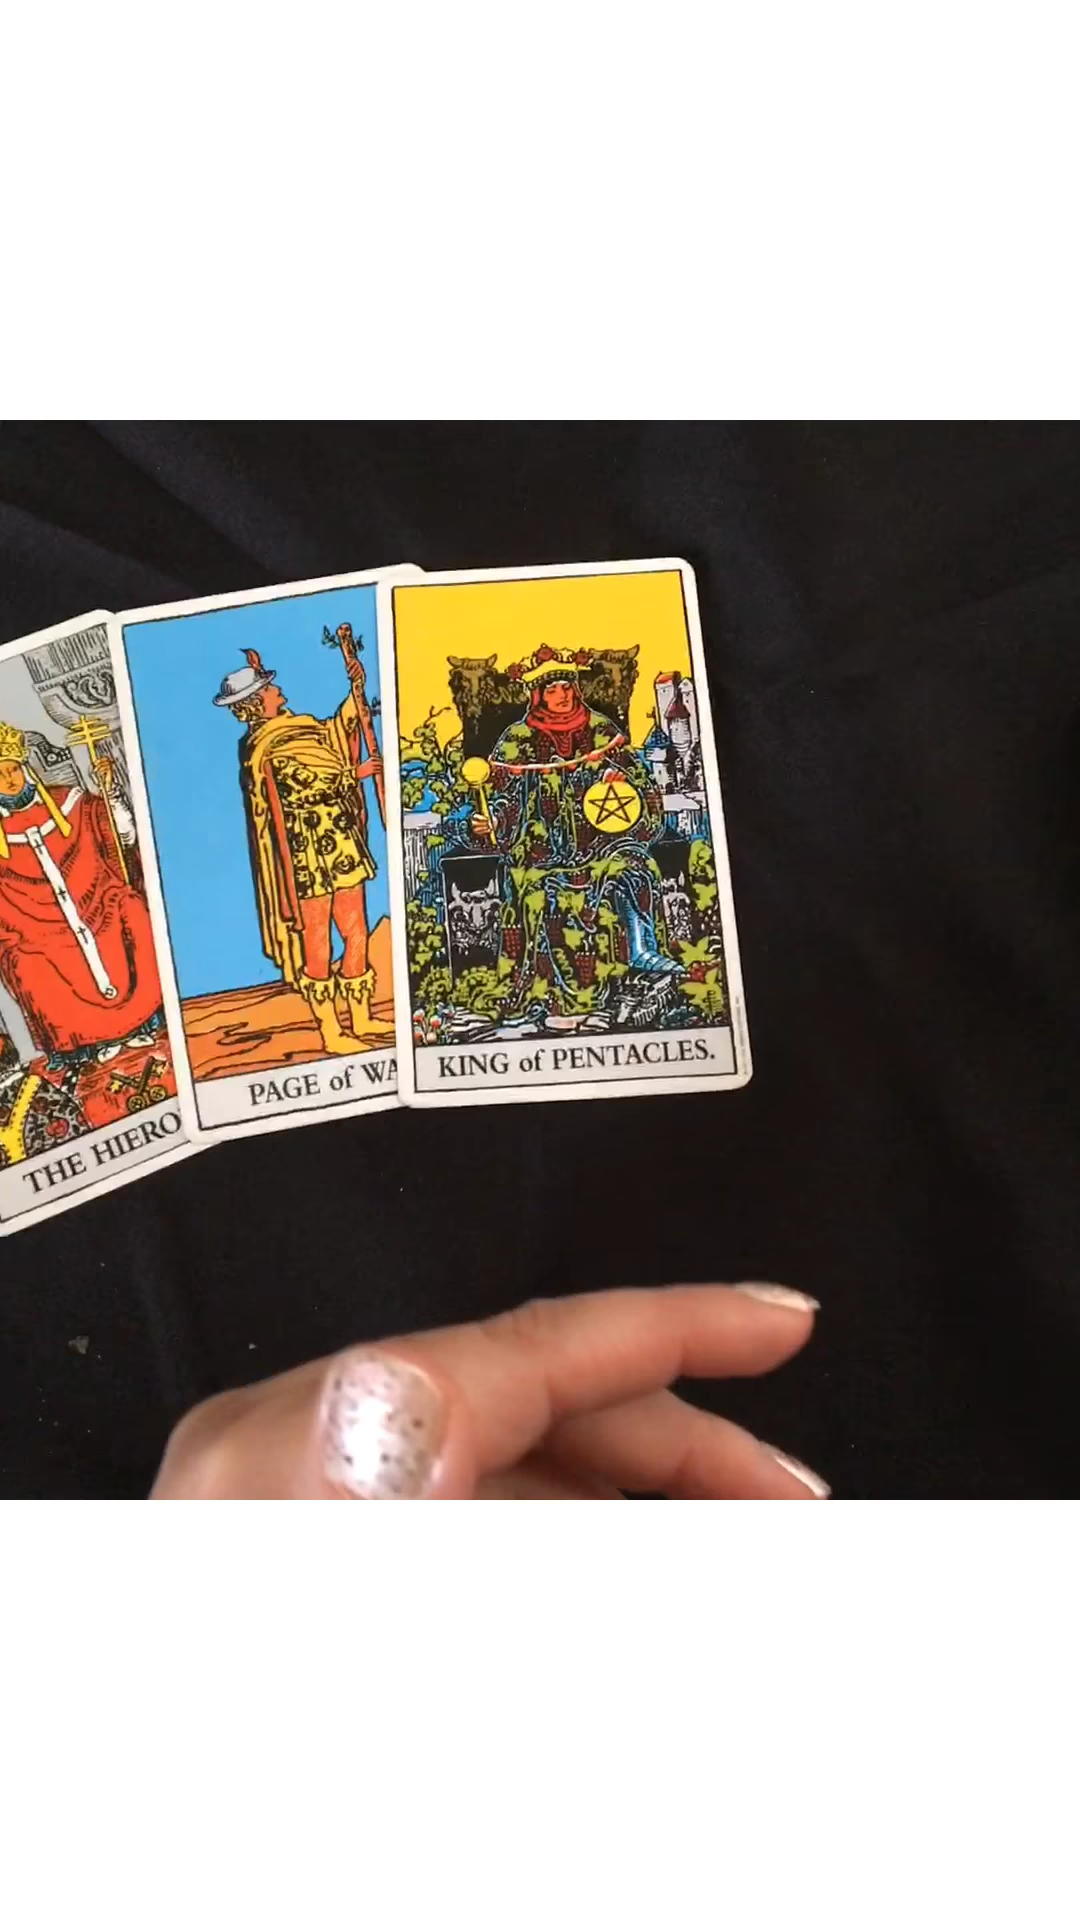 THE HIERO
PAGE of WA
KING of PENTACLES.